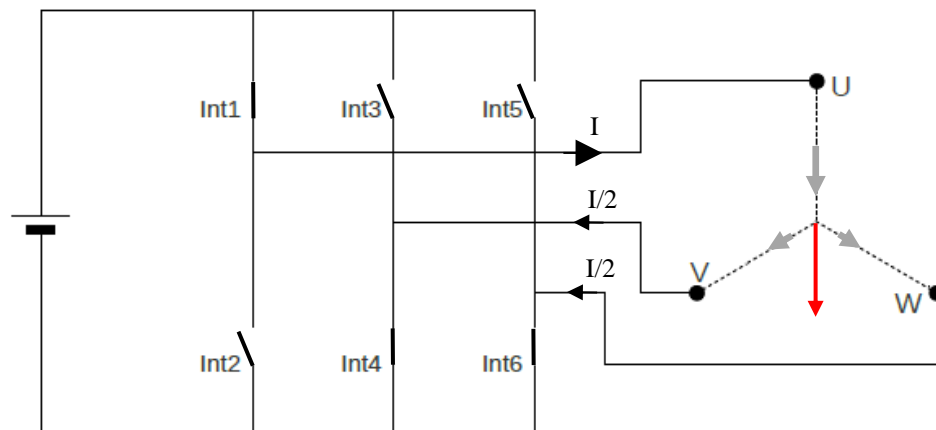 U
Int1
Int3
Int5
I
I/2
I/2
V
W
Int2
Int4
Int6